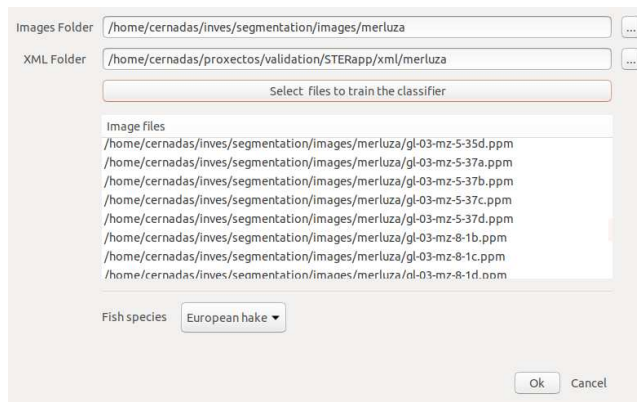 Images Folder /home/cernadas/inves/segmentation/images/merluza ...
XML Folder /home/cernadas/proxectos/validation/STERapp/xml/merluza ...
Select files to train the classifier
Image files
/home/cernadas/inves/segmentation/images/merluza/gl-03-mz-5-35d.ppm
/home/cernadas/inves/segmentation/images/merluza/gl-03-mz-5-37a.ppm
/home/cernadas/inves/segmentation/images/merluza/gl-03-mz-5-37b.ppm
/home/cernadas/inves/segmentation/images/merluza/gl-03-mz-5-37c.ppm
/home/cernadas/inves/segmentation/images/merluza/gl-03-mz-5-37d.ppm
/home/cernadas/inves/segmentation/images/merluza/gl-03-mz-8-1b.ppm
/home/cernadas/inves/segmentation/images/merluza/gl-03-mz-8-1c.ppm
/home/cernadas/inves/segmentation/images/merluza/gl-03-mz-8-1d.ppm
Fish species European hake
Ok Cancel